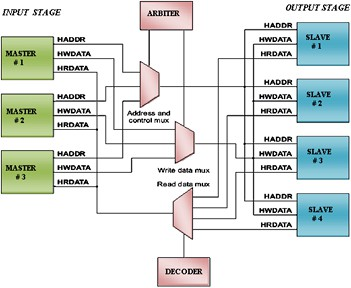 INPUT STAGE
ARBITER
OUTPUT STAGE
MASTER
# 1
HADDR
HWDATA
HRDATA
MASTER
# 2
HADDR
HWDATA
HRDATA
MASTER
# 3
HADDR
HWDATA
HRDATA
Address and
control mux
Write data mux
Read data mux
DECODER
HADDR
HWDATA
HRDATA
SLAVE
# 1
HADDR
HWDATA
HRDATA
SLAVE
# 2
HADDR
HWDATA
HRDATA
SLAVE
# 3
HADDR
HWDATA
HRDATA
SLAVE
# 4